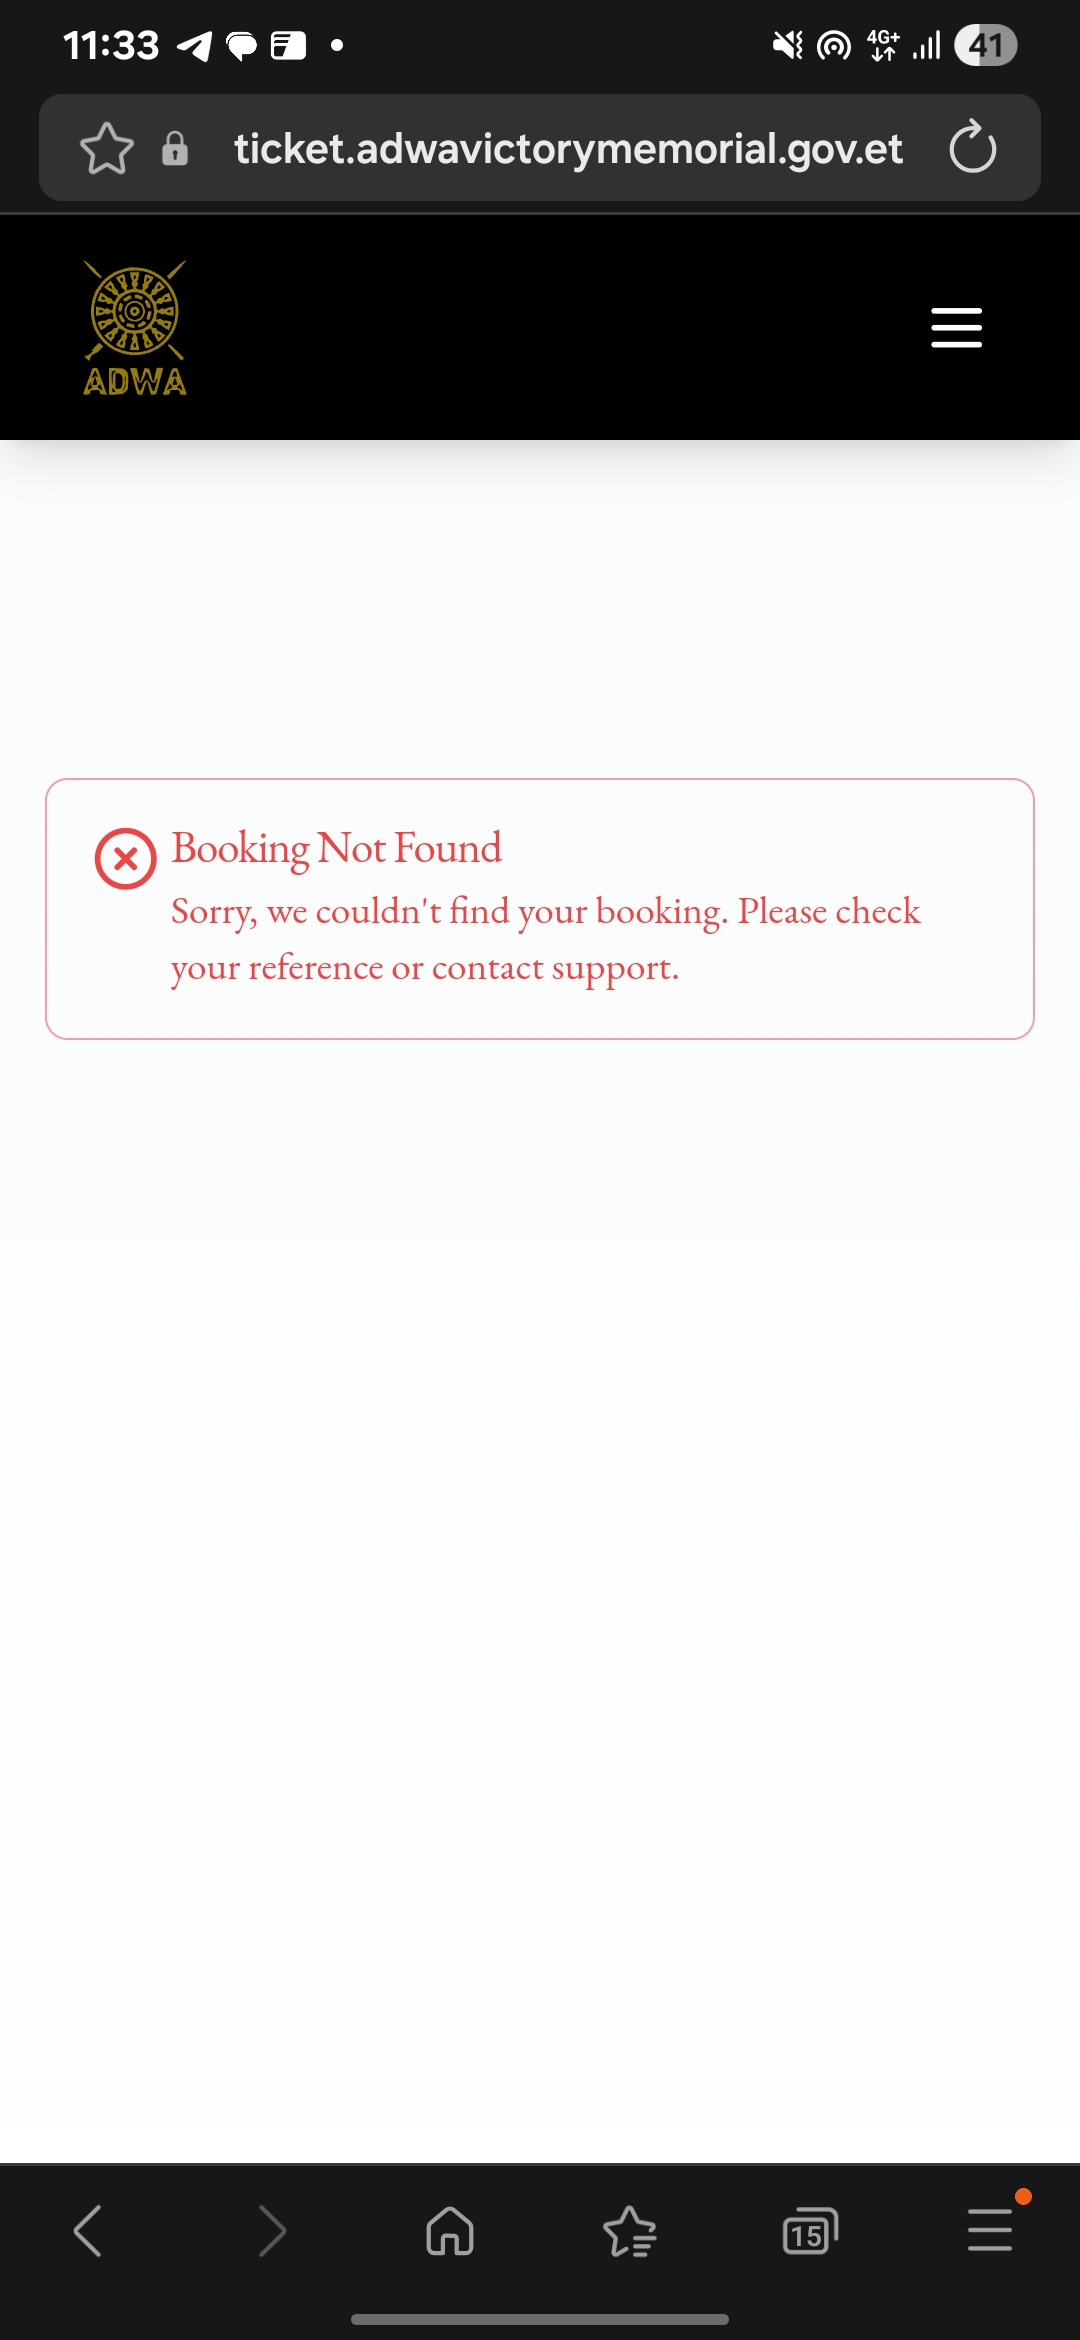 11:33
4G+
41
ticket.adwavictorymemorial.gov.et
ADWA
Booking Not Found
Sorry, we couldn't find your booking. Please check
your reference or contact support.
15